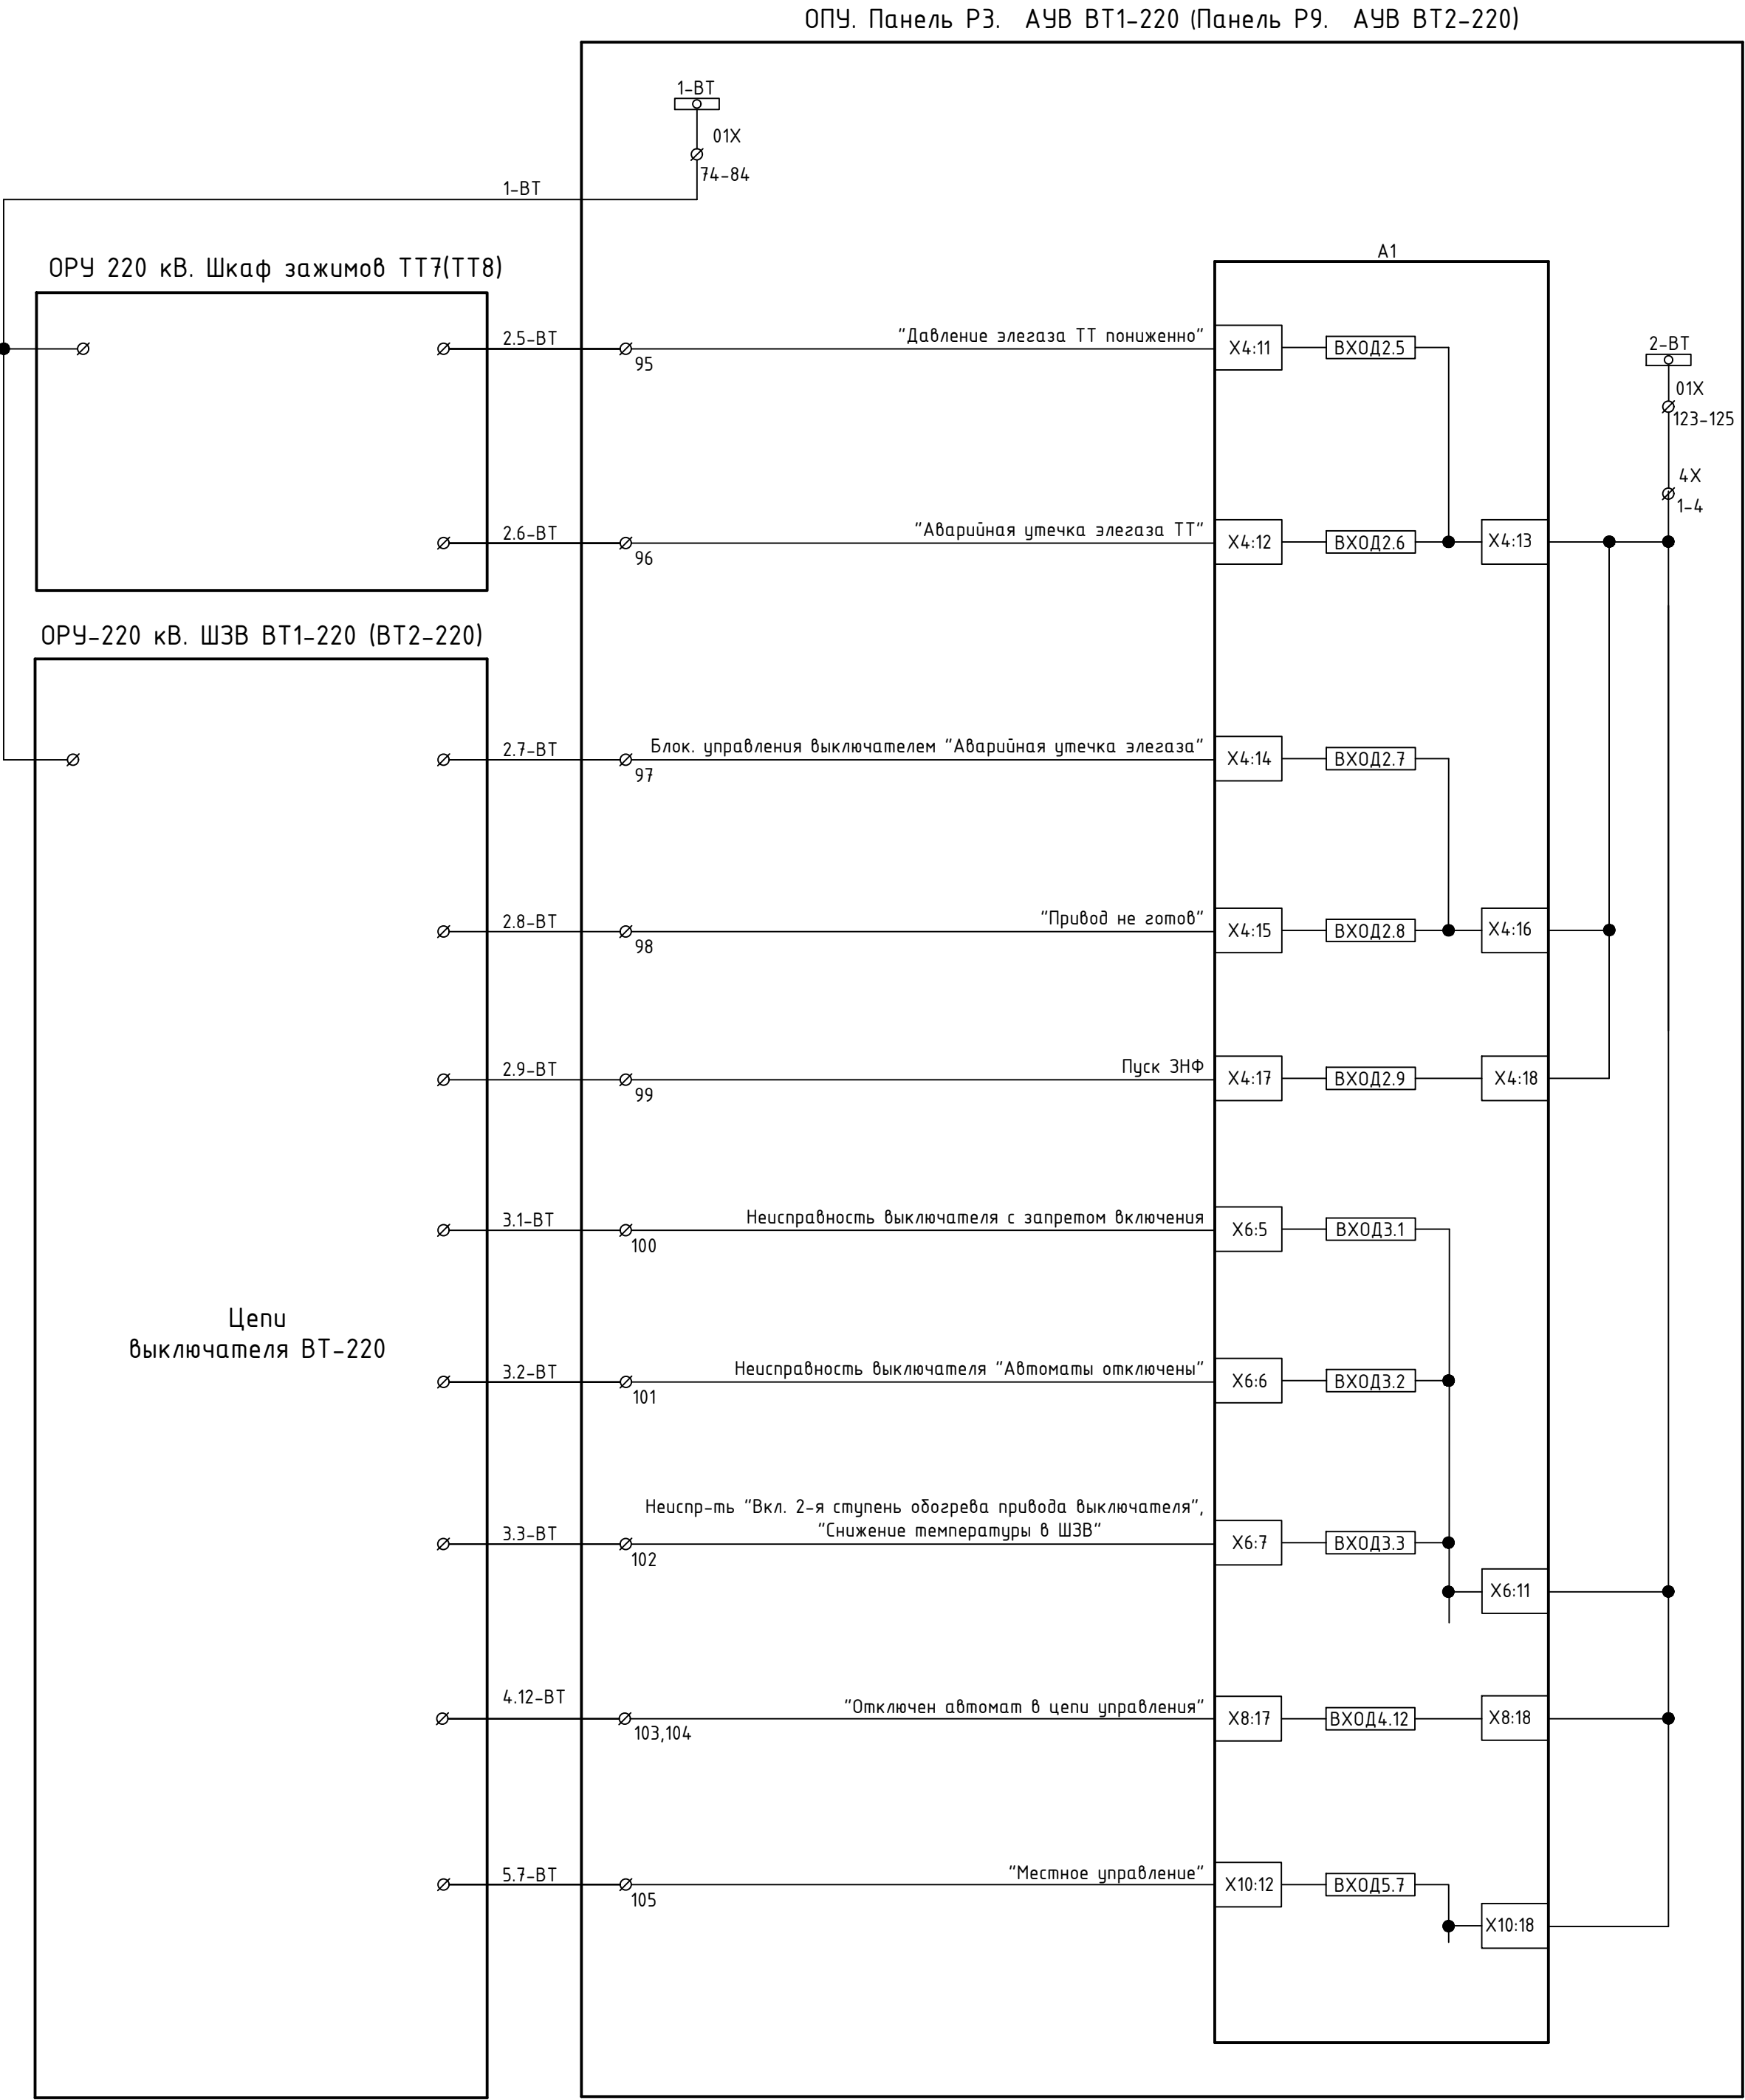 ОПУ. Панель Р3. АУВ ВТ1-220 (Панель Р9. АУВ ВТ2-220)
1-ВТ
01Х
74-84
1-ВТ
ОРУ 220 кВ. Шкаф зажимов ТТ7(ТТ8)
А1
2.5-ВТ
95
"Давление элегаза ТТ пониженно"
Х4:11
ВХОД2.5
2-ВТ
01Х
123-125
4Х
1-4
2.6-ВТ
96
"Аварийная утечка элегаза ТТ"
Х4:12
ВХОД2.6
Х4:13
ОРУ-220 кВ. ШЗВ ВТ1-220 (ВТ2-220)
2.7-ВТ
97
Блок. управления выключателем "Аварийная утечка элегаза"
Х4:14
ВХОД2.7
2.8-ВТ
98
"Привод не готов"
Х4:15
ВХОД2.8
Х4:16
2.9-ВТ
99
Пуск ЗНФ
Х4:17
ВХОД2.9
Х4:18
3.1-ВТ
100
Неисправность выключателя с запретом включения
Х6:5
ВХОД3.1
Цепи
выключателя ВТ-220
3.2-ВТ
101
Неисправность выключателя "Автоматы отключены"
Х6:6
ВХОД3.2
3.3-ВТ
102
Неиспр-ть "Вкл. 2-я ступень обогрева привода выключателя",
"Снижение температуры в ШЗВ"
Х6:7
ВХОД3.3
Х6:11
4.12-ВТ
103,104
"Отключен автомат в цепи управления"
Х8:17
ВХОД4.12
Х8:18
5.7-ВТ
105
"Местное управление"
Х10:12
ВХОД5.7
Х10:18